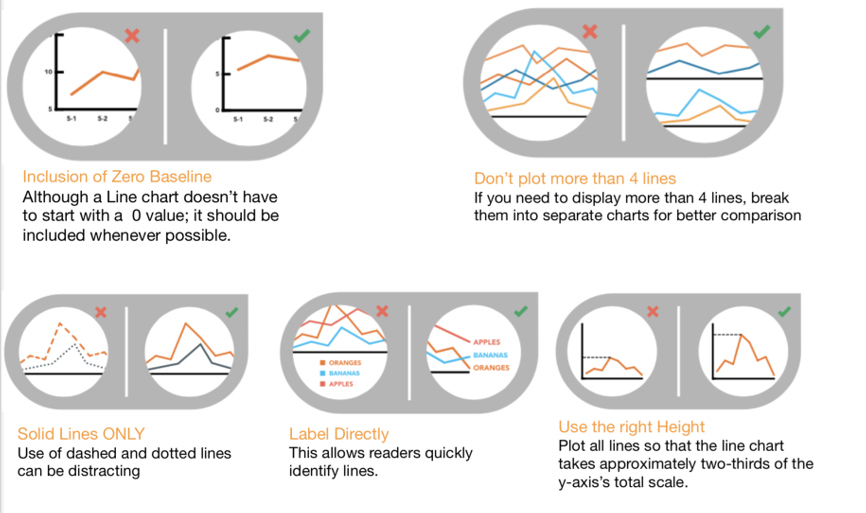 10
5
S-1 S-2 S
5
0
S-1 S-2 S
Inclusion of Zero Baseline
Although a Line chart doesn't have
to start with a 0 value; it should be
included whenever possible.
Don't plot more than 4 lines
If you need to display more than 4 lines, break
them into separate charts for better comparison
ORANGES
BANANAS
APPLES
APPLES
BANANAS
ORANGES
Solid Lines ONLY
Use of dashed and dotted lines
can be distracting
Label Directly
This allows readers quickly
identify lines.
Use the right Height
Plot all lines so that the line chart
takes approximately two-thirds of the
y-axis's total scale.